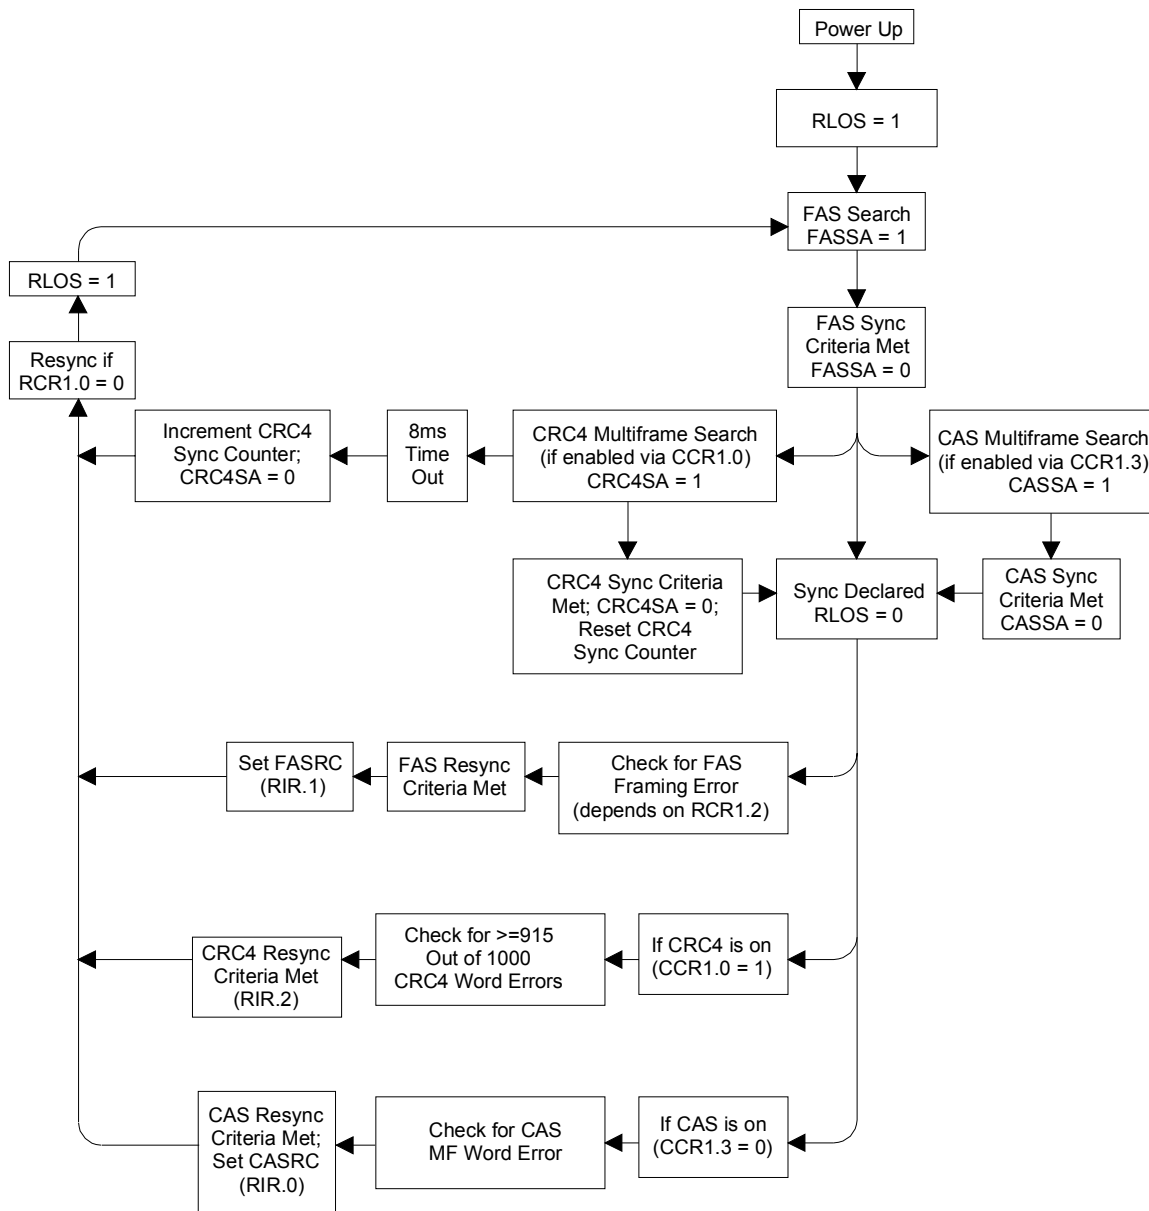 Power Up
RLOS = 1
FAS Search
FASSA = 1
RLOS = 1
FAS Sync
Criteria Met
FASSA = 0
Resync if
RCR1.0 = 0
Increment CRC4
Sync Counter;
CRC4SA = 0
8ms
Time
Out
CRC4 Multiframe Search
(if enabled via CCR1.0)
CRC4SA = 1
CAS Multiframe Search
(if enabled via CCR1.3)
CASSA = 1
CRC4 Sync Criteria
Met; CRC4SA = 0;
Reset CRC4
Sync Counter
Sync Declared
RLOS = 0
CAS Sync
Criteria Met
CASSA = 0
Set FASRC
(RIR.1)
FAS Resync
Criteria Met
Check for FAS
Framing Error
(depends on RCR1.2)
CRC4 Resync
Criteria Met
(RIR.2)
Check for >=915
Out of 1000
CRC4 Word Errors
If CRC4 is on
(CCR1.0 = 1)
CAS Resync
Criteria Met;
Set CASRC
(RIR.0)
Check for CAS
MF Word Error
If CAS is on
(CCR1.3 = 0)